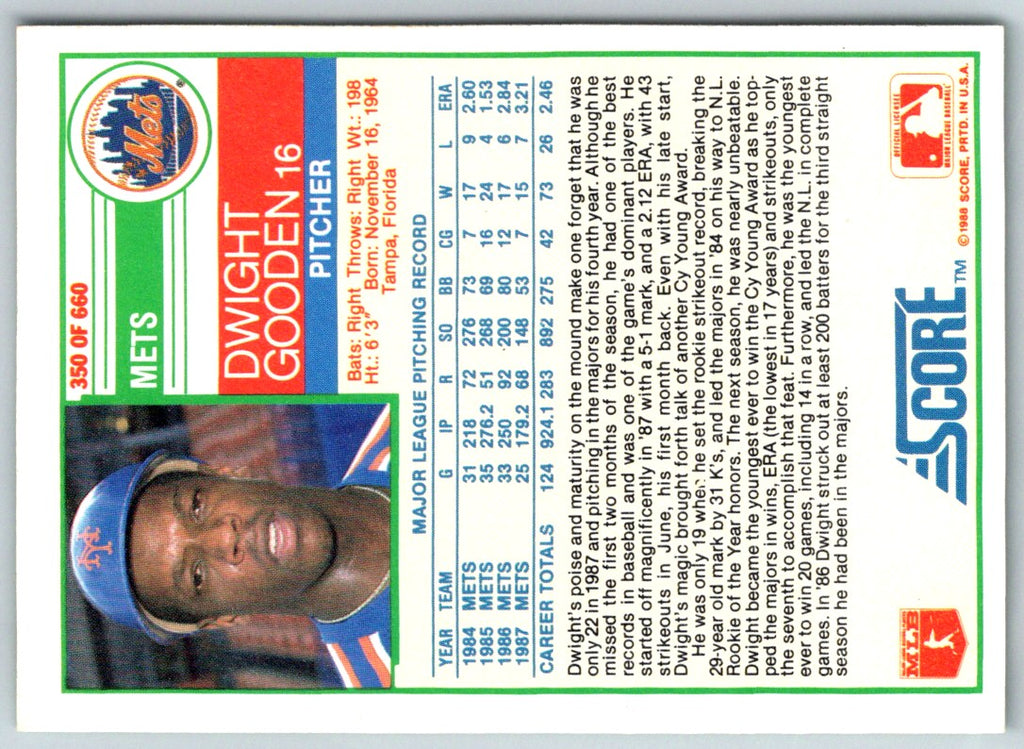 350 OF 660
Mets
METS
DWIGHT
GOODEN 16
PITCHER
Bats: Right Throws: Right Wt.: 198
Ht.: 6'3" Born: November 16, 1964
Tampa, Florida
MAJOR LEAGUE PITCHING RECORD
YEAR TEAM G IP R SO BB CG W L ERA
1984 METS 31 218 72 276 73 7 17 9 2.60
1985 METS 35 276.2 51 268 69 16 24 4 1.53
1986 METS 33 250 92 200 80 12 17 6 2.84
1987 METS 25 179.2 68 148 53 7 15 7 3.21
CAREER TOTALS 124 924.1 283 892 275 42 73 26 2.46
Dwight's poise and maturity on the mound make one forget that he was
only 22 in 1987 and pitching in the majors for his fourth year. Although he
missed the first two months of the season, he had one of the best
records in baseball and was one of the game's dominant players. He
started off magnificently in '87 with a 5-1 mark, and a 2.12 ERA, with 43
strikeouts in June, his first month back. Even with his late start,
Dwight's magic brought forth talk of another Cy Young Award.
He was only 19 when he set the rookie strikeout record, breaking the
29-year old mark by 31 K's, and led the majors in '84 on his way to N.L.
Rookie of the Year honors. The next season, he was nearly unbeatable.
Dwight became the youngest ever to win the Cy Young Award as he top-
ped the majors in wins, ERA (the lowest in 17 years) and strikeouts, only
the seventh to accomplish that feat. Furthermore, he was the youngest
ever to win 20 games, including 14 in a row, and led the N.L. in complete
games. In '86 Dwight struck out at least 200 batters for the third straight
season he had been in the majors.
MLB
SCORE™
© 1988 SCORE, PRTD. IN U.S.A.
OFFICIAL LICENSEE
MAJOR LEAGUE BASEBALL